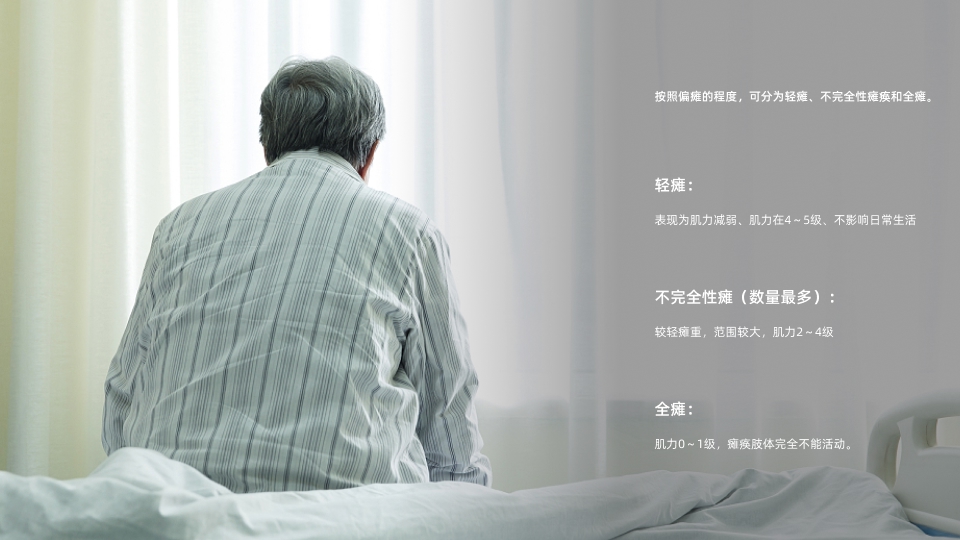 按照偏瘫的程度，可分为轻瘫、不完全性瘫痪和全瘫。
轻瘫：
表现为肌力减弱、肌力在4～5级、不影响日常生活
不完全性瘫（数量最多）：
较轻瘫重，范围较大，肌力2～4级
全瘫：
肌力0～1级，瘫痪肢体完全不能活动。